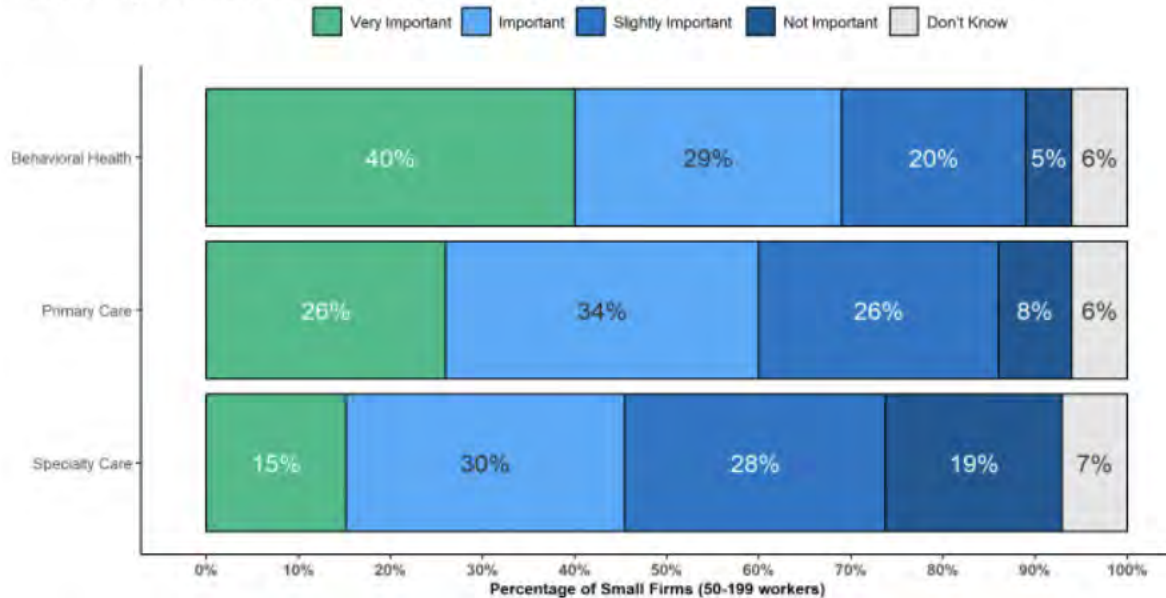 Very Important Important Slightly Important Not Important Don't Know
Behavioral Health 40% 29% 20% 5% 6%
Primary Care 26% 34% 26% 8% 6%
Specialty Care 15% 30% 28% 19% 7%
0% 10% 20% 30% 40% 50% 60% 70% 80% 90% 100%
Percentage of Small Firms (50-199 workers)